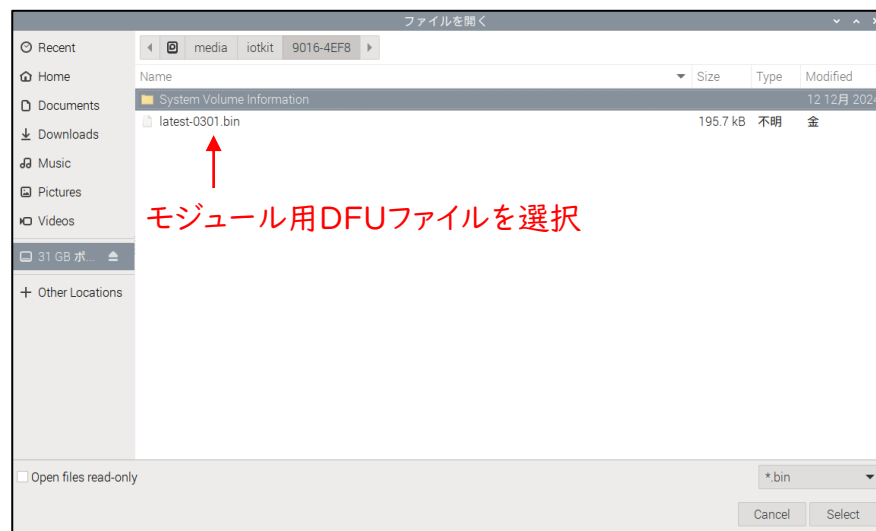 ファイルを開く
Recent
Home
Documents
Downloads
Music
Pictures
Videos
31 GB ボ...
Other Locations
media iotkit 9016-4EF8
Name Size Type Modified
System Volume Information 12 12月 2024
latest-0301.bin 195.7 kB 不明 金
モジュール用DFUファイルを選択
Open files read-only
*.bin
Cancel Select